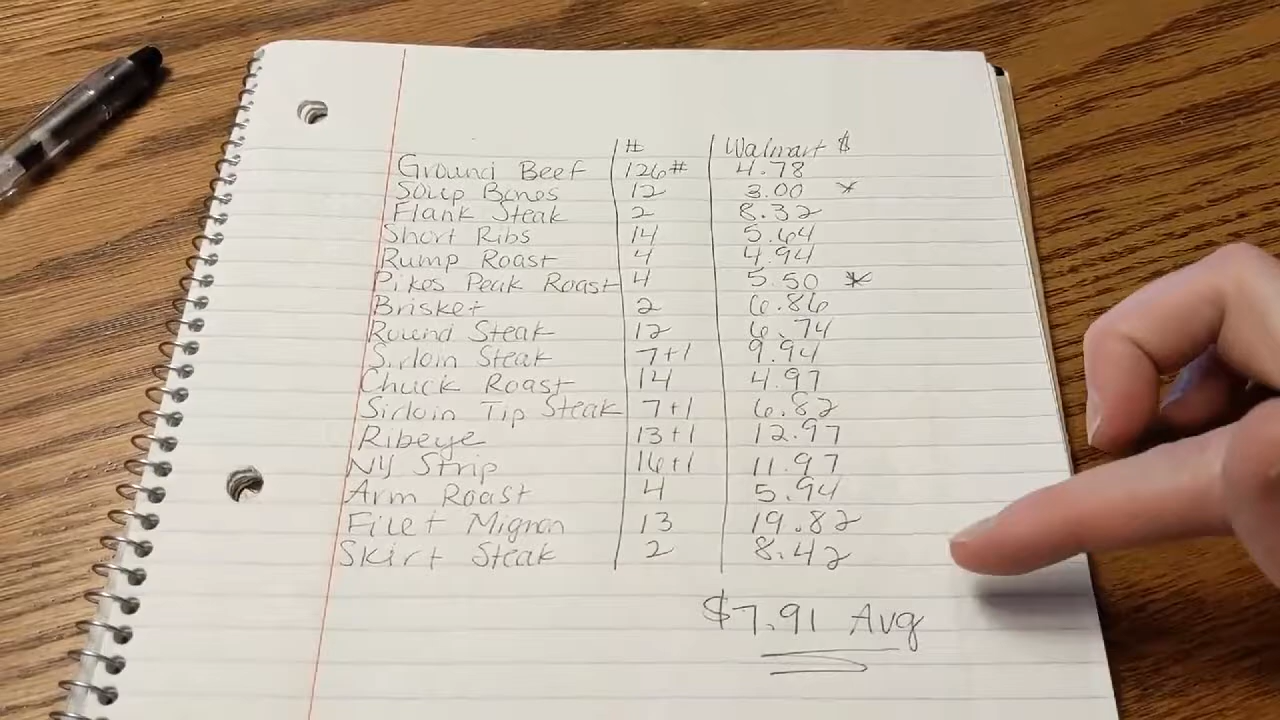 # Walmart $
Ground Beef 126# 4.78
Soup Bones 12 3.00 *
Flank Steak 2 8.32
Short Ribs 14 5.64
Rump Roast 4 4.94
Pikes Peak Roast 4 5.50 *
Brisket 2 6.86
Round Steak 12 6.74
Sirloin Steak 7+1 9.94
Chuck Roast 14 4.97
Sirloin Tip Steak 7+1 6.82
Ribeye 13+1 12.97
NY Strip 16+1 11.97
Arm Roast 4 5.94
Filet Mignon 13 19.82
Skirt Steak 2 8.42
$7.91 Avg